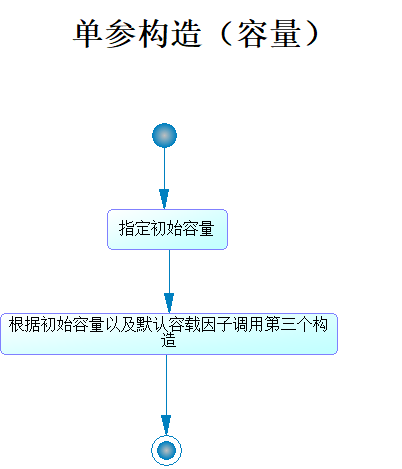 单参构造（容量）
指定初始容量
根据初始容量以及默认容载因子调用第三个构
造